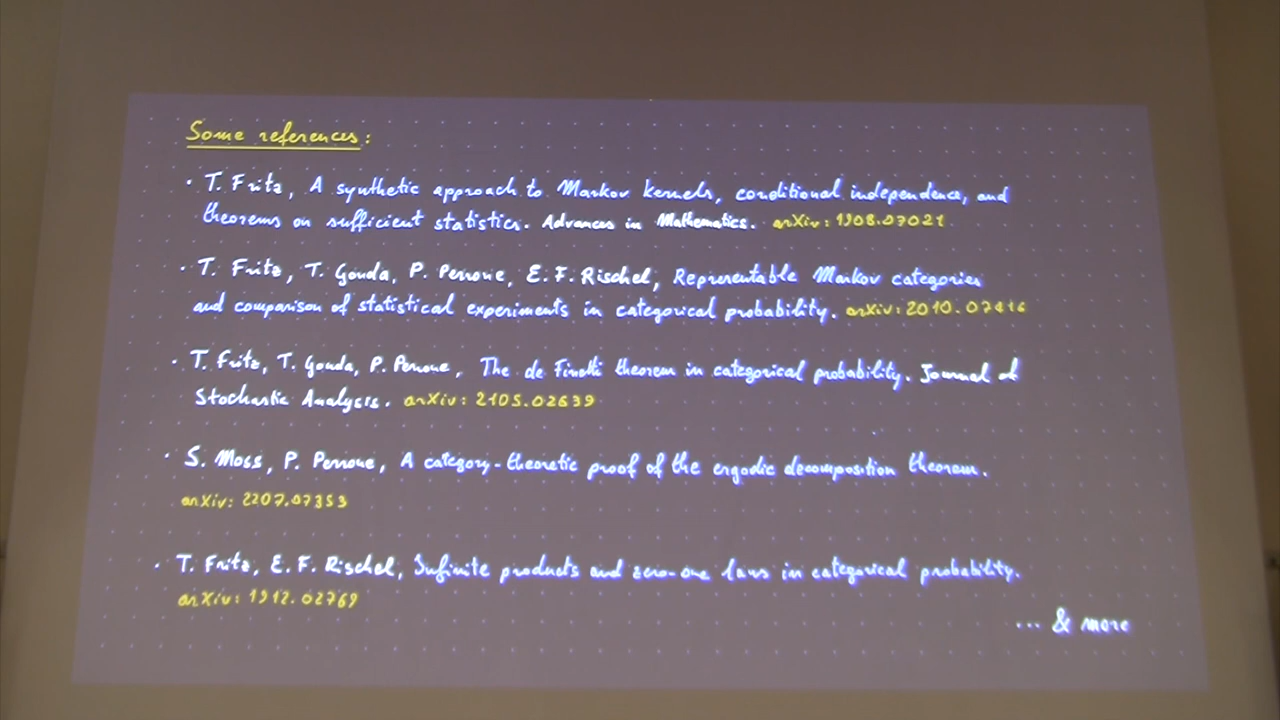 Some references:
· T. Fritz, A synthetic approach to Markov kernels, conditional independence, and
theorems on sufficient statistics. Advances in Mathematics. arXiv: 1908.07021
· T. Fritz, T. Gonda, P. Perrone, E. F. Rischel, Representable Markov categories
and comparison of statistical experiments in categorical probability. arXiv: 2010.07416
· T. Fritz, T. Gonda, P. Perrone, The de Finetti theorem in categorical probability. Journal of
Stochastic Analysis. arXiv: 2105.02639
· S. Moss, P. Perrone, A category-theoretic proof of the ergodic decomposition theorem.
arXiv: 2207.07353
· T. Fritz, E. F. Rischel, Infinite products and zero-one laws in categorical probability.
arXiv: 1912.02769
... & more